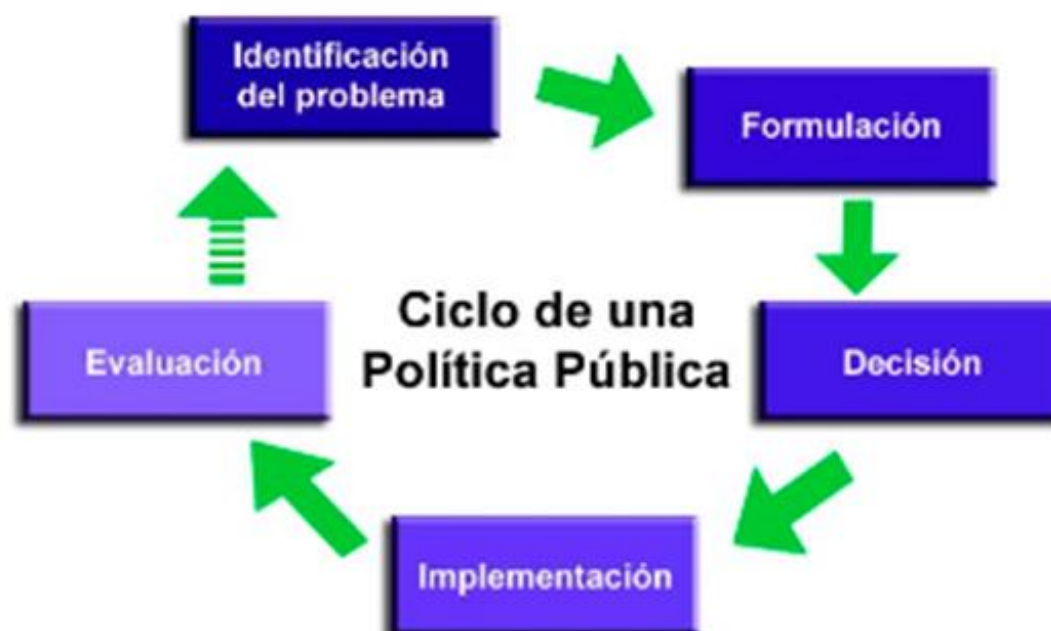 Identificación
del problema
Formulación
Ciclo de una
Política Pública
Evaluación
Decisión
Implementación